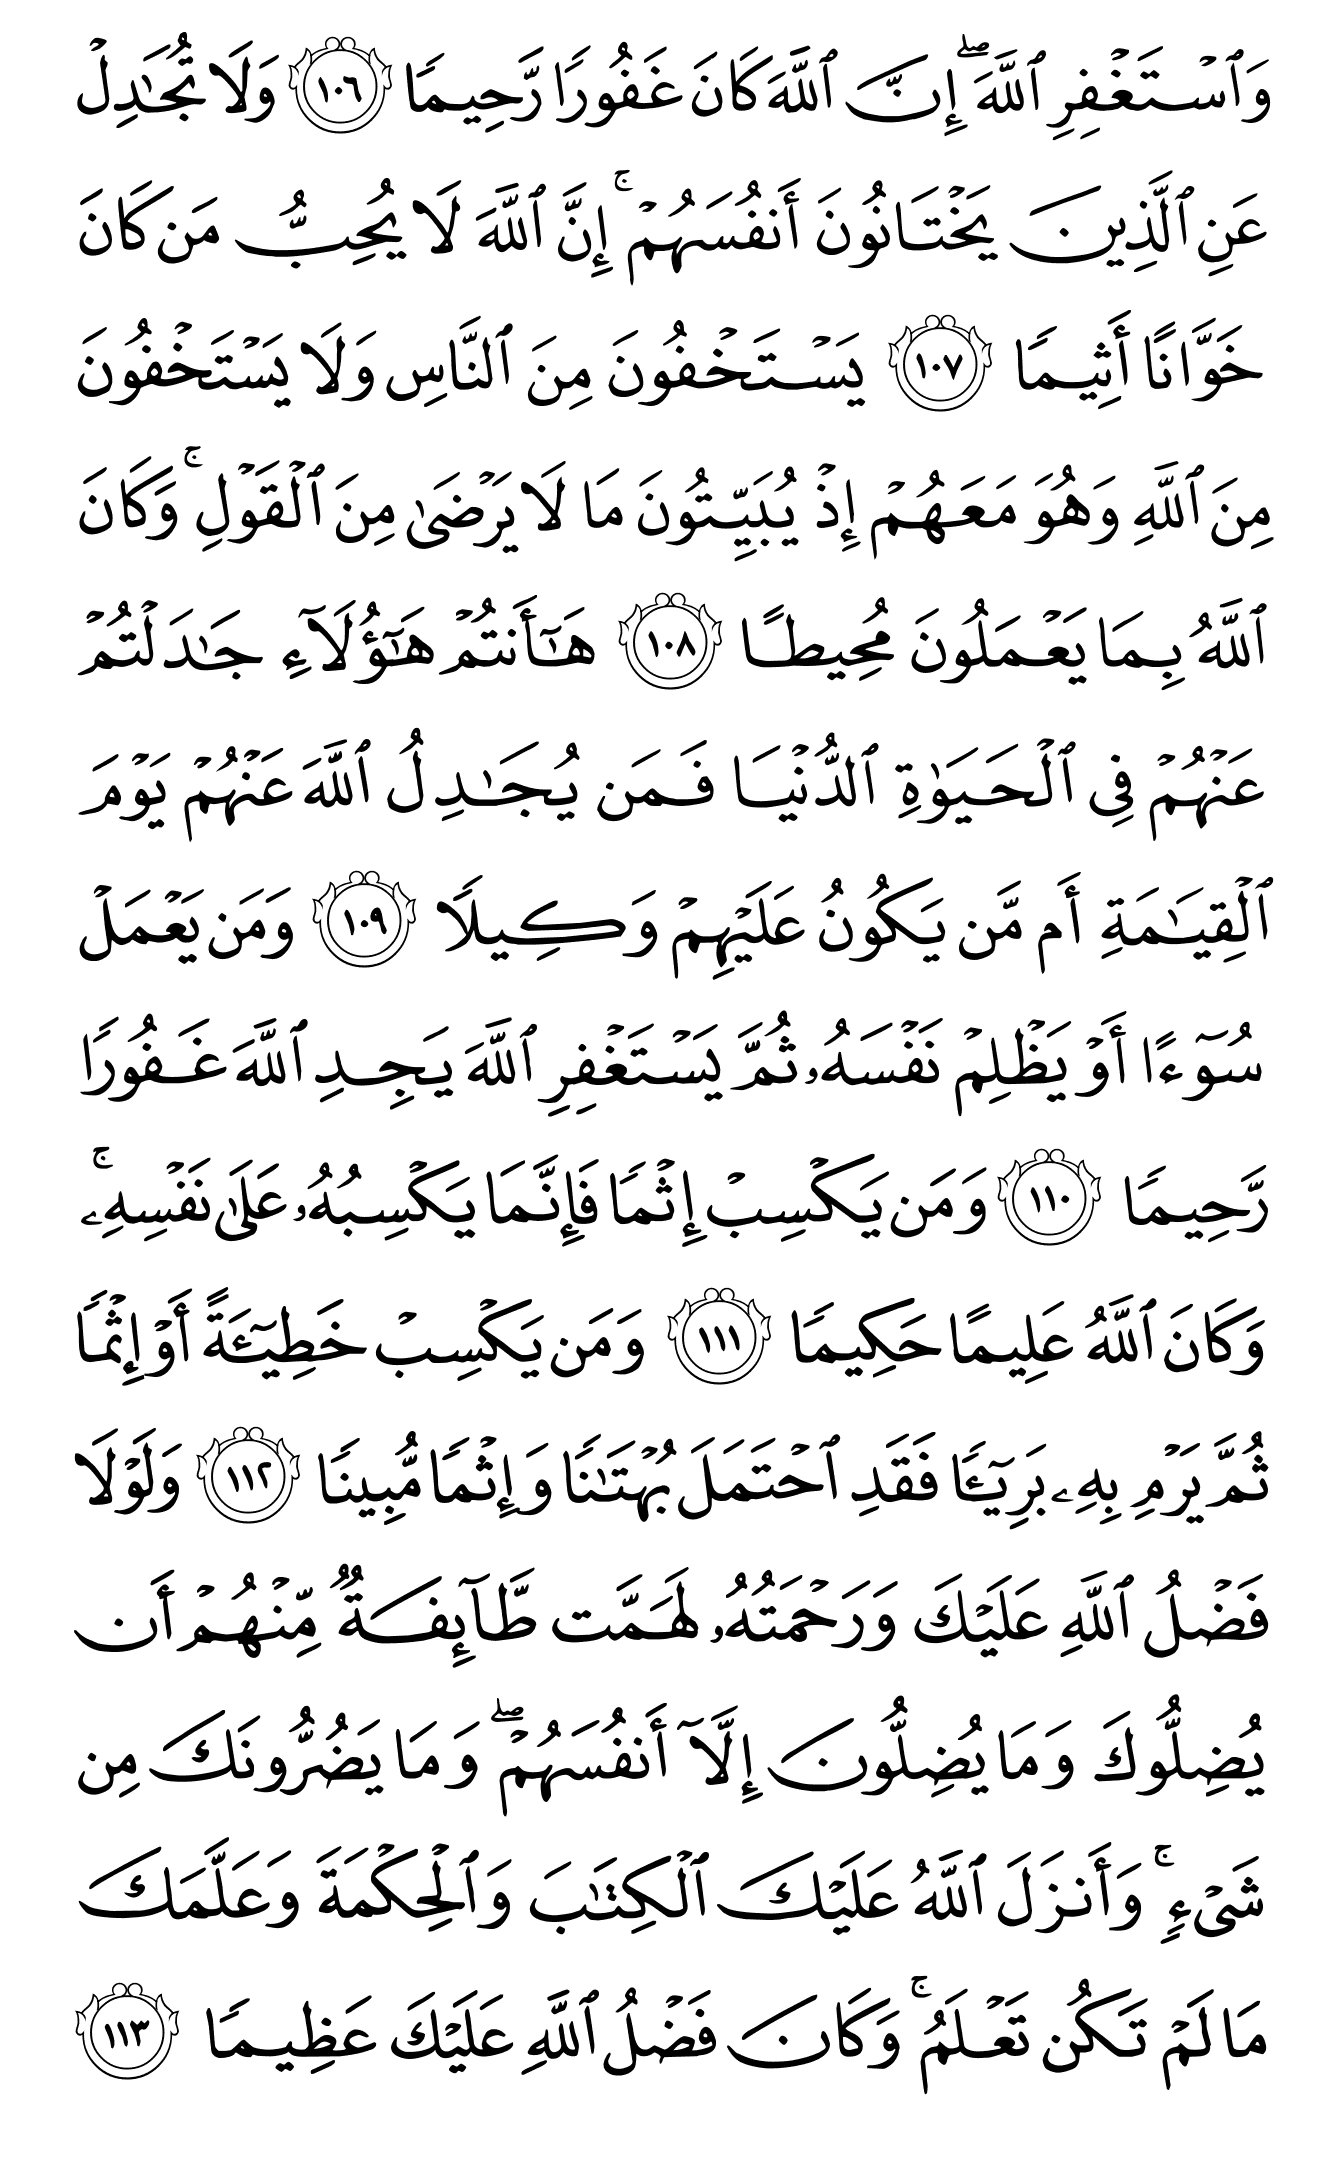 وَٱسۡتَغۡفِرِ ٱللَّهَۖ إِنَّ ٱللَّهَ كَانَ غَفُورٗا رَّحِيمٗا ١٠٦ وَلَا تُجَٰدِلۡ
عَنِ ٱلَّذِينَ يَخۡتَانُونَ أَنفُسَهُمۡۚ إِنَّ ٱللَّهَ لَا يُحِبُّ مَن كَانَ
خَوَّانًا أَثِيمٗا ١٠٧ يَسۡتَخۡفُونَ مِنَ ٱلنَّاسِ وَلَا يَسۡتَخۡفُونَ
مِنَ ٱللَّهِ وَهُوَ مَعَهُمۡ إِذۡ يُبَيِّتُونَ مَا لَا يَرۡضَىٰ مِنَ ٱلۡقَوۡلِۚ وَكَانَ
ٱللَّهُ بِمَا يَعۡمَلُونَ مُحِيطًا ١٠٨ هَٰٓأَنتُمۡ هَٰٓؤُلَآءِ جَٰدَلۡتُمۡ
عَنۡهُمۡ فِي ٱلۡحَيَوٰةِ ٱلدُّنۡيَا فَمَن يُجَٰدِلُ ٱللَّهَ عَنۡهُمۡ يَوۡمَ
ٱلۡقِيَٰمَةِ أَم مَّن يَكُونُ عَلَيۡهِمۡ وَكِيلٗا ١٠٩ وَمَن يَعۡمَلۡ
سُوٓءًا أَوۡ يَظۡلِمۡ نَفۡسَهُۥ ثُمَّ يَسۡتَغۡفِرِ ٱللَّهَ يَجِدِ ٱللَّهَ غَفُورٗا
رَّحِيمٗا ١١٠ وَمَن يَكۡسِبۡ إِثۡمٗا فَإِنَّمَا يَكۡسِبُهُۥ عَلَىٰ نَفۡسِهِۦۚ
وَكَانَ ٱللَّهُ عَلِيمًا حَكِيمٗا ١١١ وَمَن يَكۡسِبۡ خَطِيٓـَٔةً أَوۡ إِثۡمٗا
ثُمَّ يَرۡمِ بِهِۦ بَرِيٓـٔٗا فَقَدِ ٱحۡتَمَلَ بُهۡتَٰنٗا وَإِثۡمٗا مُّبِينٗا ١١٢ وَلَوۡلَا
فَضۡلُ ٱللَّهِ عَلَيۡكَ وَرَحۡمَتُهُۥ لَهَمَّت طَّآئِفَةٞ مِّنۡهُمۡ أَن
يُضِلُّوكَ وَمَا يُضِلُّونَ إِلَّآ أَنفُسَهُمۡۖ وَمَا يَضُرُّونَكَ مِن
شَيۡءٖۚ وَأَنزَلَ ٱللَّهُ عَلَيۡكَ ٱلۡكِتَٰبَ وَٱلۡحِكۡمَةَ وَعَلَّمَكَ
مَا لَمۡ تَكُن تَعۡلَمُۚ وَكَانَ فَضۡلُ ٱللَّهِ عَلَيۡكَ عَظِيمٗا ١١٣